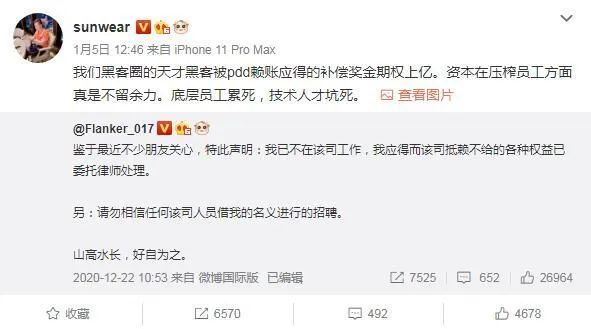 sunwear
1月5日 12:46 来自 iPhone 11 Pro Max
我们黑客圈的天才黑客被pdd赖账应得的补偿奖金期权上亿。资本在压榨员工方面
真是不留余力。底层员工累死，技术人才坑死。 查看图片
@Flanker_017
鉴于最近不少朋友关心，特此声明：我已不在该司工作，我应得而该司抵赖不给的各种权益已
委托律师处理。
另：请勿相信任何该司人员借我的名义进行的招聘。
山高水长，好自为之。
2020-12-22 10:53 来自 微博国际版 已编辑 7525 652 26964
收藏 6570 492 4678